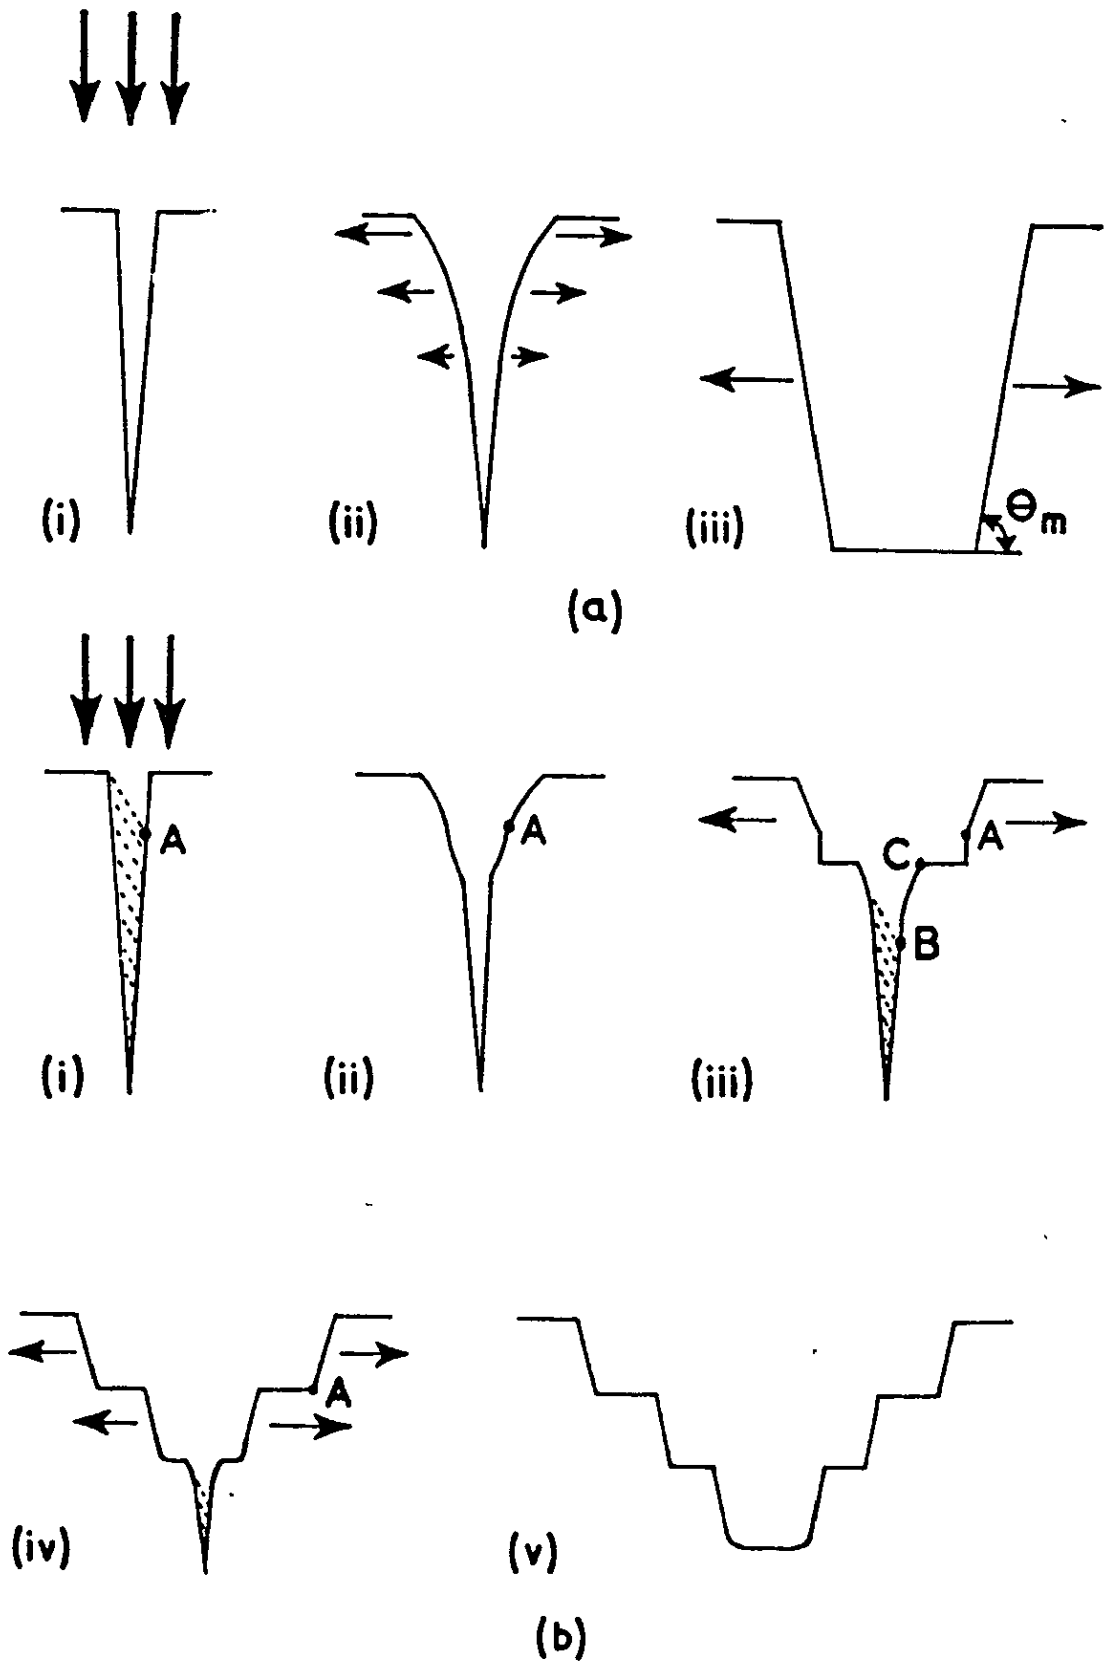 (i) (ii) (iii) Θm
(a)
A A C A
B
(i) (ii) (iii)
A
(iv) (v)
(b)